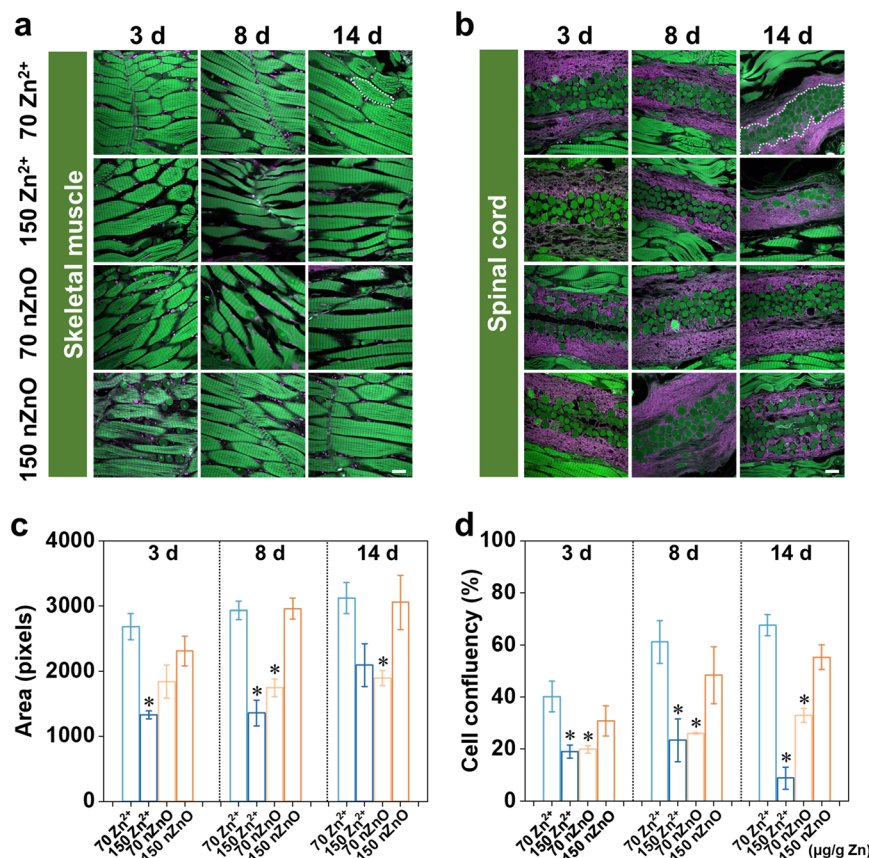 a
3 d 8 d 14 d
Skeletal muscle
70 Zn²⁺
150 Zn²⁺
70 nZnO
150 nZnO
b
3 d 8 d 14 d
Spinal cord
c
Area (pixels)
4000
3000
2000
1000
0
3 d 8 d 14 d
* * * *
70 Zn²⁺ 150 Zn²⁺ 70 nZnO 150 nZnO 70 Zn²⁺ 150 Zn²⁺ 70 nZnO 150 nZnO 70 Zn²⁺ 150 Zn²⁺ 70 nZnO 150 nZnO
d
Cell confluency (%)
100
80
60
40
20
0
3 d 8 d 14 d
* * * * * *
70 Zn²⁺ 150 Zn²⁺ 70 nZnO 150 nZnO 70 Zn²⁺ 150 Zn²⁺ 70 nZnO 150 nZnO 70 Zn²⁺ 150 Zn²⁺ 70 nZnO 150 nZnO
(µg/g Zn)